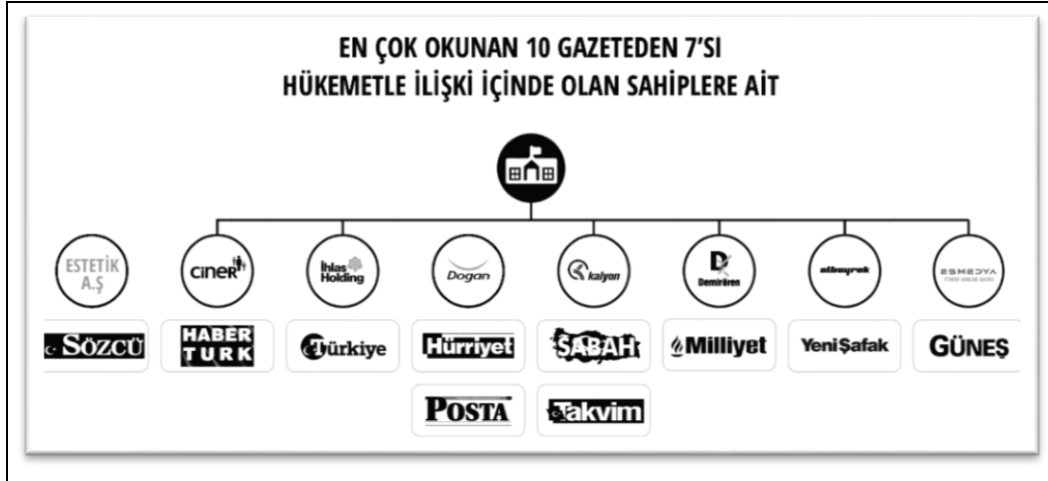 EN ÇOK OKUNAN 10 GAZETEDEN 7'Sİ
HÜKEMETLE İLİŞKİ İÇİNDE OLAN SAHİPLERE AİT
ESTETİK
A.Ş
CINER
İhlas
Holding
Dogan
kalyon
D
Demirören
albayrak
ESMEDYA
SÖZCÜ
HABER
TURK
Türkiye
Hürriyet
SABAH
Milliyet
YeniŞafak
GÜNEŞ
POSTA
Takvim